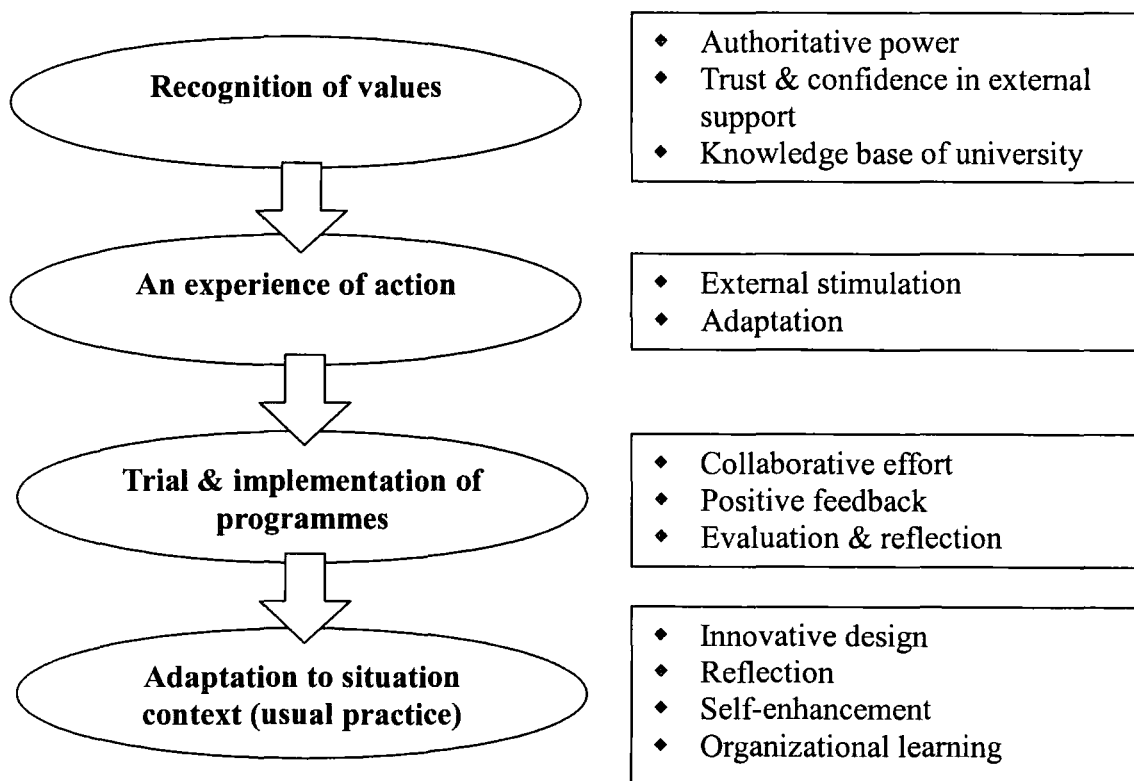 Recognition of values
◆ Authoritative power
◆ Trust & confidence in external
support
◆ Knowledge base of university
An experience of action
◆ External stimulation
◆ Adaptation
Trial & implementation of
programmes
◆ Collaborative effort
◆ Positive feedback
◆ Evaluation & reflection
Adaptation to situation
context (usual practice)
◆ Innovative design
◆ Reflection
◆ Self-enhancement
◆ Organizational learning